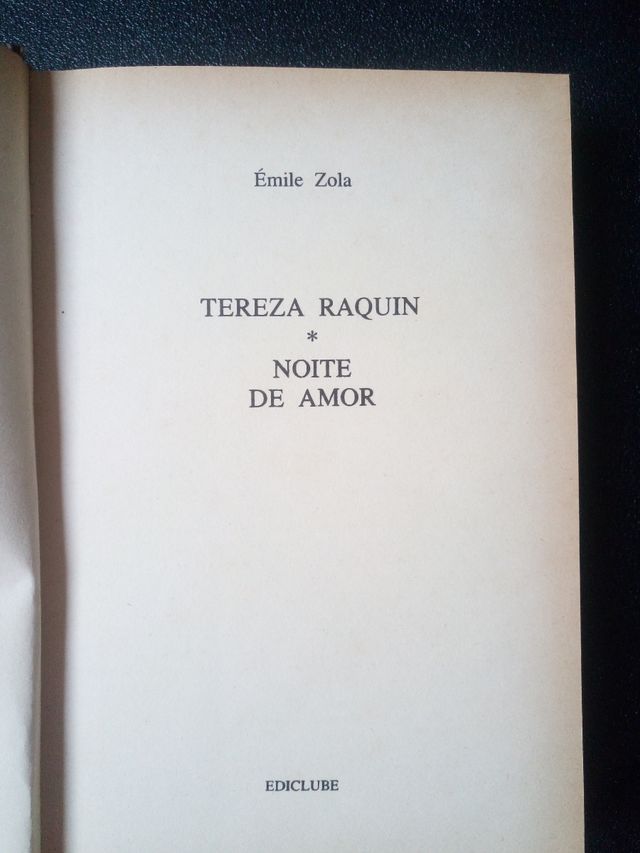 Émile Zola
TEREZA RAQUIN
*
NOITE
DE AMOR
EDICLUBE